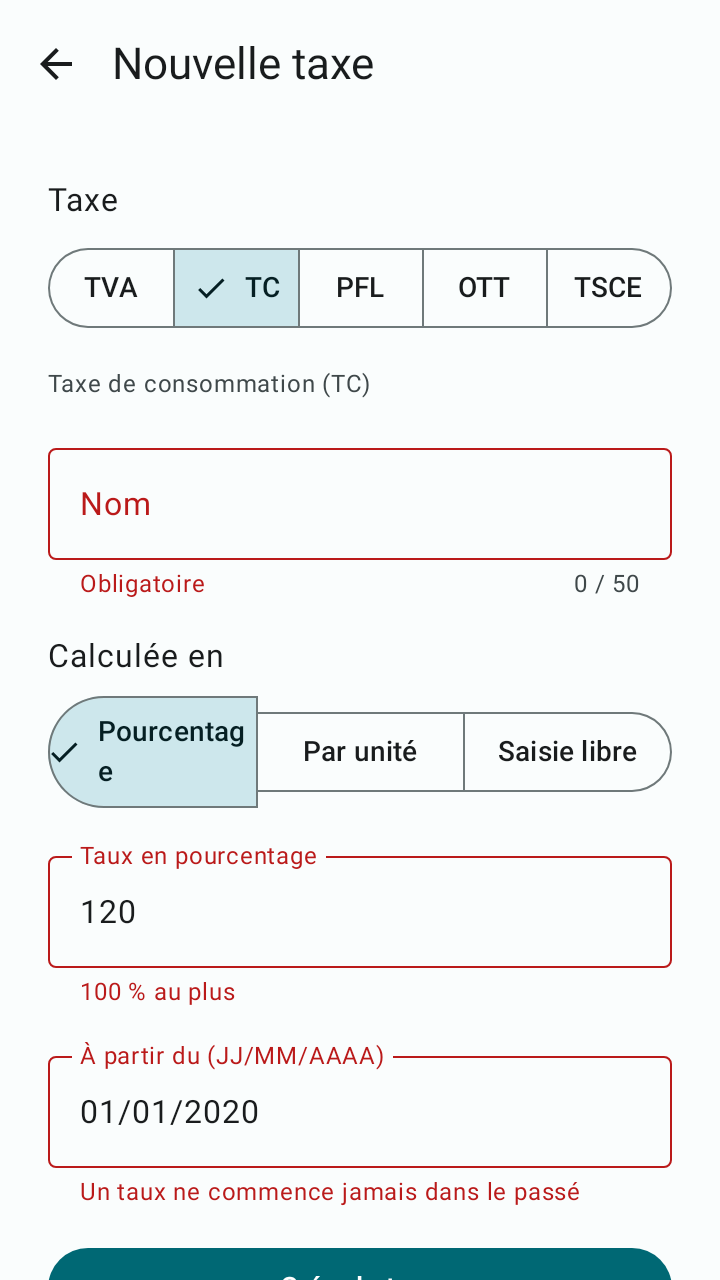 Nouvelle taxe
Taxe
TVA TC PFL OTT TSCE
Taxe de consommation (TC)
Nom
Obligatoire 0 / 50
Calculée en
Pourcentag
e
Par unité
Saisie libre
Taux en pourcentage
120
100 % au plus
À partir du (JJ/MM/AAAA)
01/01/2020
Un taux ne commence jamais dans le passé